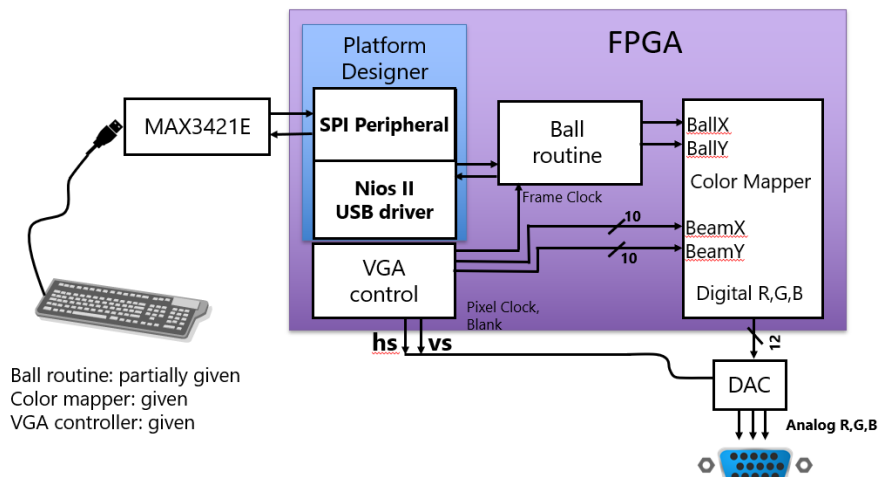 FPGA
Platform
Designer
MAX3421E
SPI Peripheral
Nios II
USB driver
Ball
routine
Frame Clock
BallX
BallY
Color Mapper
BeamX
BeamY
Digital R,G,B
10
10
VGA
control
Pixel Clock,
Blank
hs
vs
12
DAC
Analog R,G,B
Ball routine: partially given
Color mapper: given
VGA controller: given